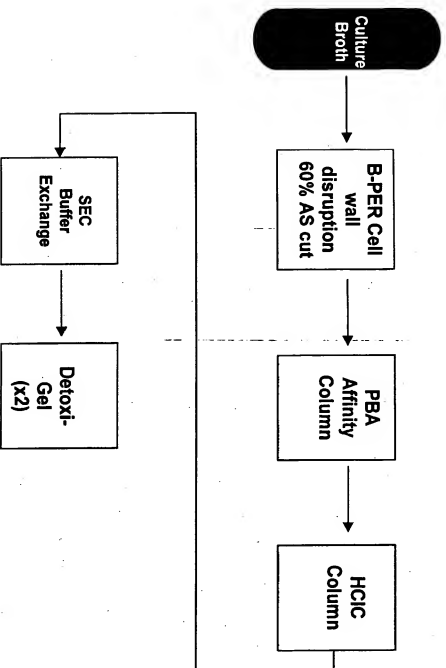 Culture
Broth
B-PER Cell
wall
disruption
60% AS cut
PBA
Affinity
Column
HCIC
Column
SEC
Buffer
Exchange
Detoxi-
Gel
(x2)